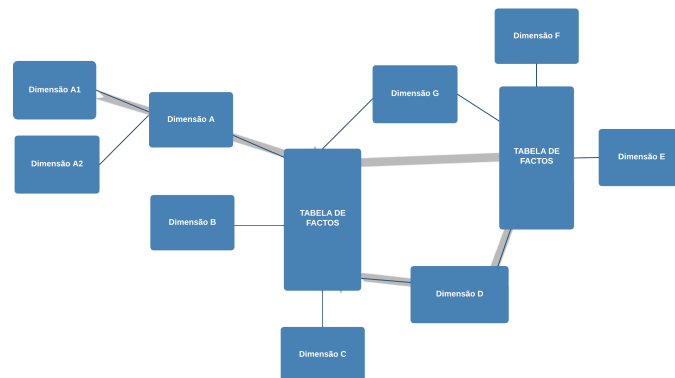 Dimensão F
Dimensão A1
Dimensão G
Dimensão A
TABELA DE
FACTOS
Dimensão E
Dimensão A2
TABELA DE
FACTOS
Dimensão B
Dimensão D
Dimensão C